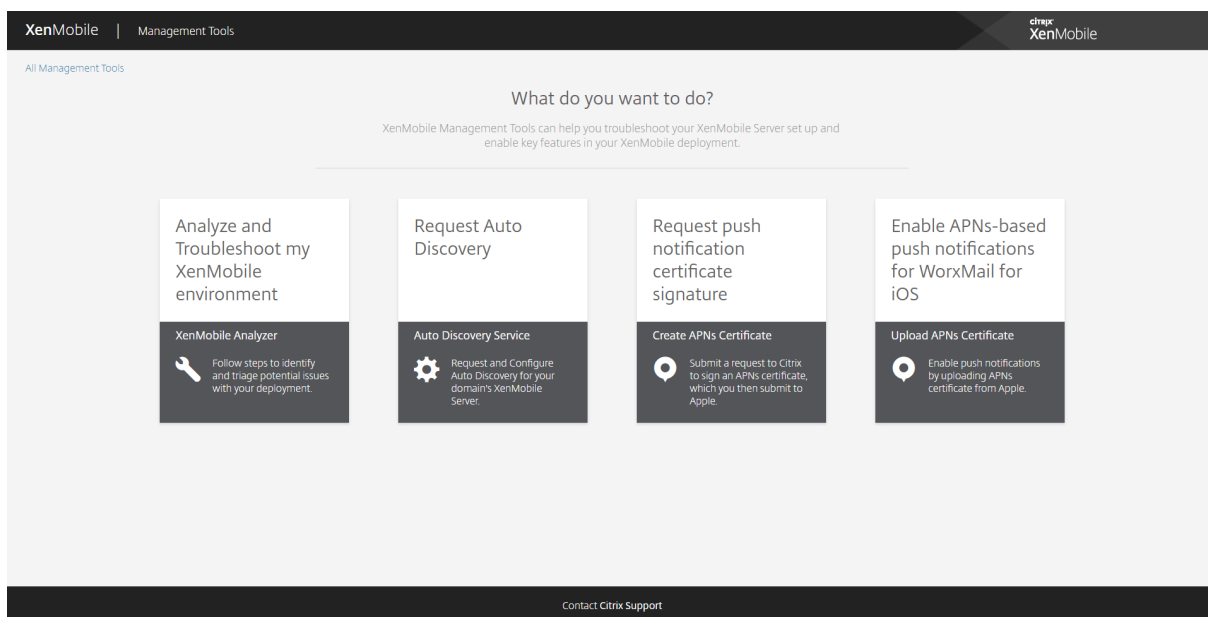 XenMobile | Management Tools
citrix
XenMobile
All Management Tools
What do you want to do?
XenMobile Management Tools can help you troubleshoot your XenMobile Server set up and
enable key features in your XenMobile deployment.
Analyze and
Troubleshoot my
XenMobile
environment
XenMobile Analyzer
Follow steps to identify
and triage potential issues
with your deployment.
Request Auto
Discovery
Auto Discovery Service
Request and Configure
Auto Discovery for your
domain's XenMobile
Server.
Request push
notification
certificate
signature
Create APNs Certificate
Submit a request to Citrix
to sign an APNs certificate,
which you then submit to
Apple.
Enable APNs-based
push notifications
for WorxMail for
iOS
Upload APNs Certificate
Enable push notifications
by uploading APNs
certificate from Apple.
Contact Citrix Support